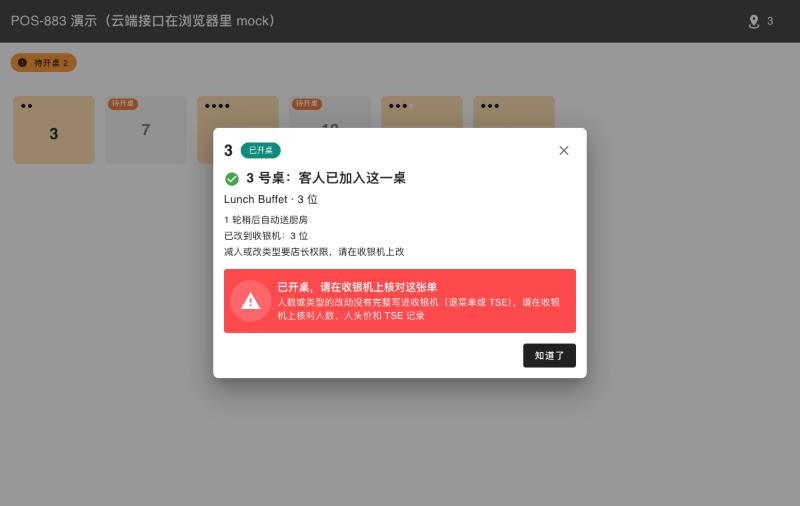 POS-883 演示（云端接口在浏览器里 mock）
3
待开桌 2
3
待开桌
7
待开桌
3
已开桌
3 号桌：客人已加入这一桌
Lunch Buffet · 3 位
1 轮稍后自动送厨房
已改到收银机：3 位
减人或改类型要店长权限，请在收银机上改
已开桌，请在收银机上核对这张单
人数或类型的改动没有完整写进收银机（退菜单或 TSE），请在收银
机上核对人数、人头价和 TSE 记录
知道了